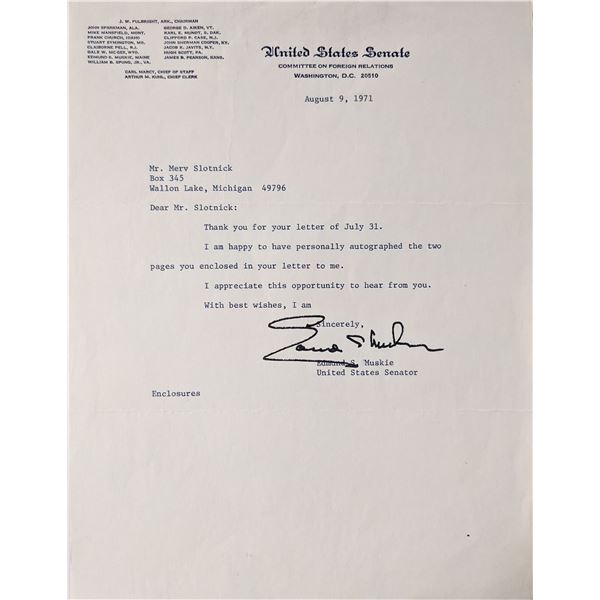 J. W. FULBRIGHT, ARK., CHAIRMAN
JOHN SPARKMAN, ALA. GEORGE D. AIKEN, VT.
MIKE MANSFIELD, MONT. KARL E. MUNDT, S. DAK.
FRANK CHURCH, IDAHO CLIFFORD P. CASE, N.J.
STUART SYMINGTON, MO. JOHN SHERMAN COOPER, KY.
CLAIBORNE PELL, R.I. JACOB K. JAVITS, N.Y.
GALE W. MC GEE, WYO. HUGH SCOTT, PA.
EDMUND S. MUSKIE, MAINE JAMES B. PEARSON, KANS.
WILLIAM B. SPONG, JR., VA.
CARL MARCY, CHIEF OF STAFF
ARTHUR M. KUHL, CHIEF CLERK
United States Senate
COMMITTEE ON FOREIGN RELATIONS
WASHINGTON, D.C. 20510
August 9, 1971
Mr. Merv Slotnick
Box 345
Wallon Lake, Michigan 49796
Dear Mr. Slotnick:
Thank you for your letter of July 31.
I am happy to have personally autographed the two
pages you enclosed in your letter to me.
I appreciate this opportunity to hear from you.
With best wishes, I am
Sincerely,
Edmund S. Muskie
United States Senator
Enclosures